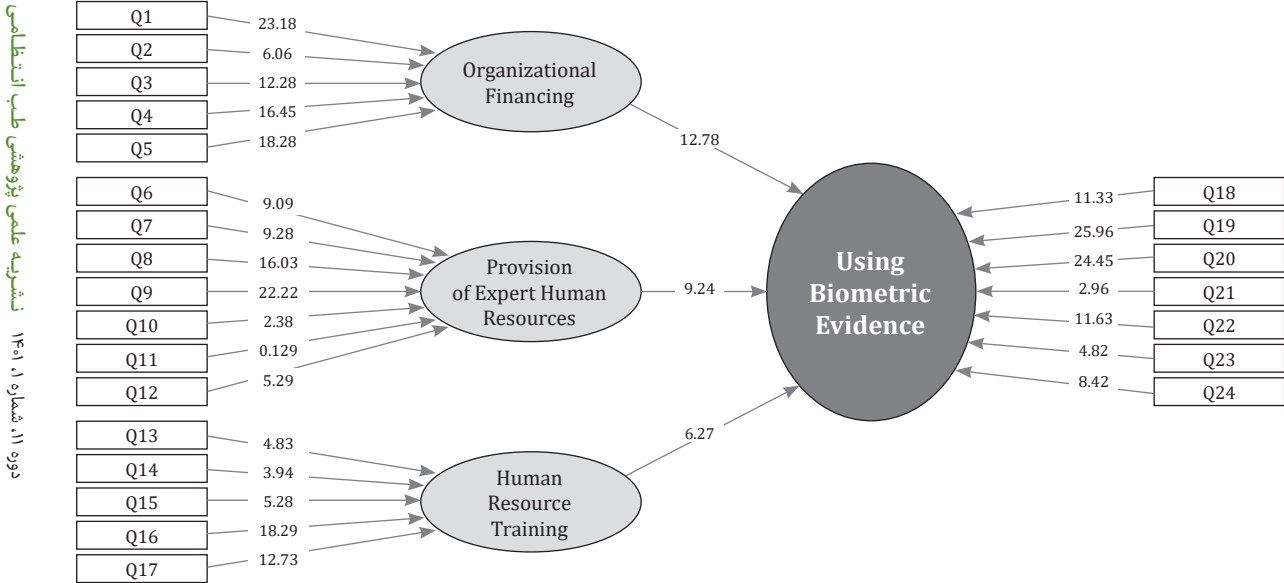 نشریه علمی پژوهشی طب انتظامی
دوره ۱۱، شماره ۱، ۱۴۰۱
Q1
Q2
Q3
Q4
Q5
23.18
6.06
12.28
16.45
18.28
Organizational
Financing
12.78
Q6
Q7
Q8
Q9
Q10
Q11
Q12
9.09
9.28
16.03
22.22
2.38
0.129
5.29
Provision
of Expert Human
Resources
9.24
Q13
Q14
Q15
Q16
Q17
4.83
3.94
5.28
18.29
12.73
Human
Resource
Training
6.27
Using
Biometric
Evidence
11.33
25.96
24.45
2.96
11.63
4.82
8.42
Q18
Q19
Q20
Q21
Q22
Q23
Q24